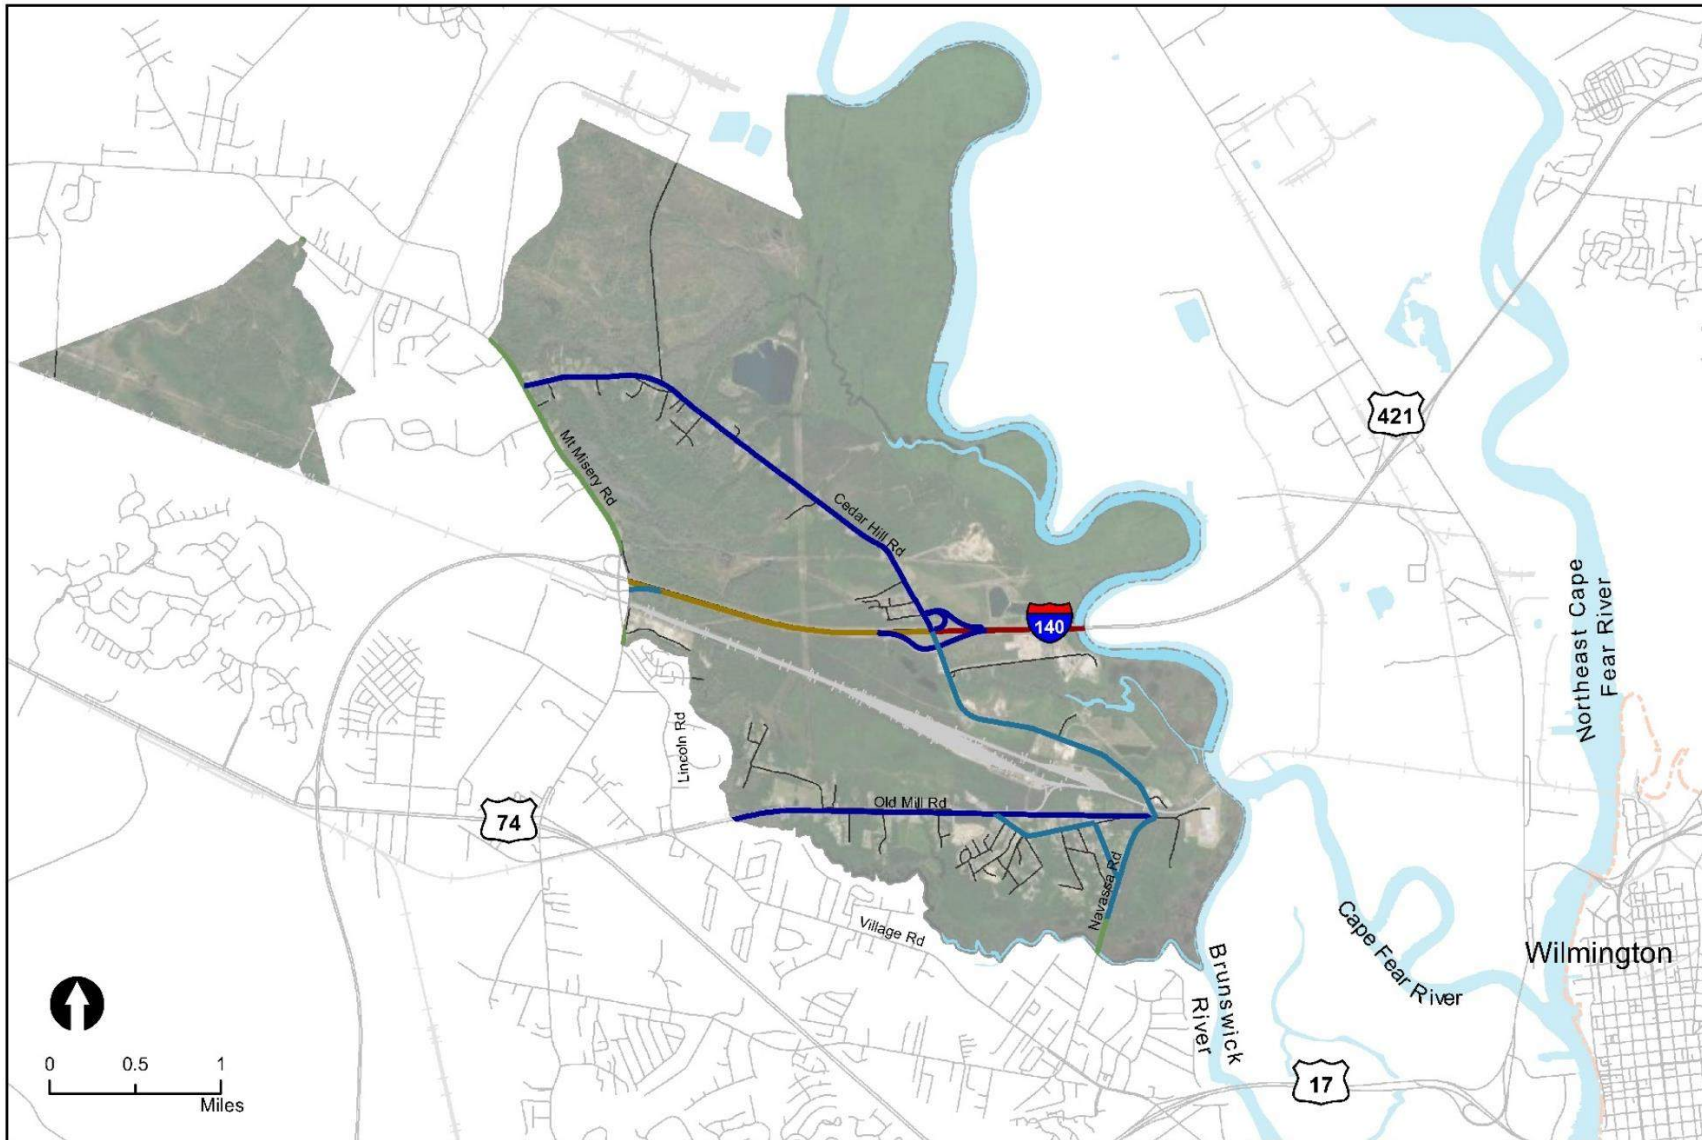 421
Mt Misery Rd
Cedar Hill Rd
140
Northeast Cape
Fear River
Lincoln Rd
Old Mill Rd
74
Navassa Rd
Village Rd
Cape Fear River
Wilmington
Brunswick
River
0 0.5 1
Miles
17